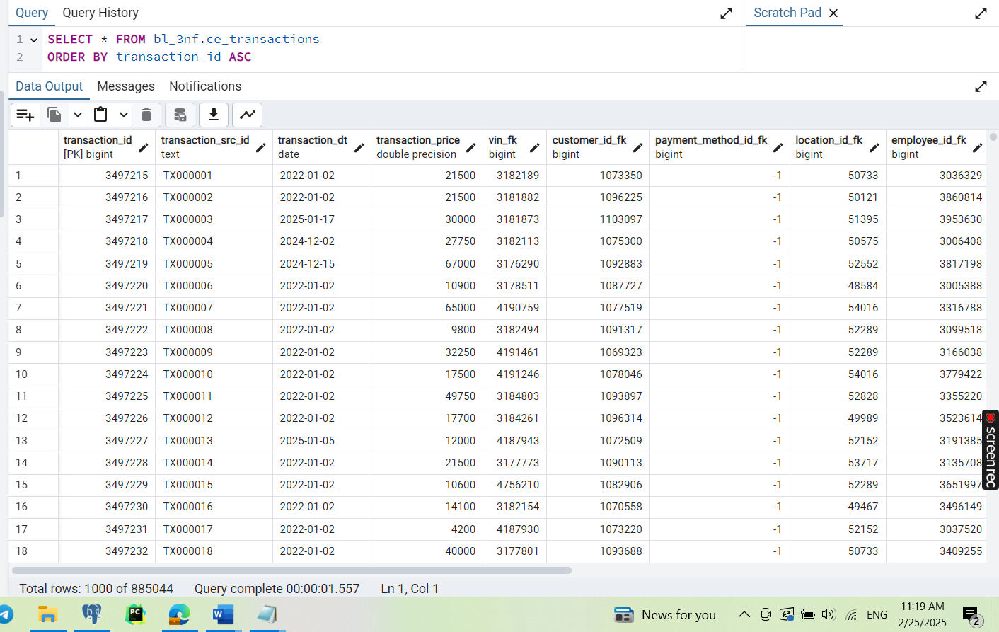 Query Query History Scratch Pad
1 SELECT * FROM bl_3nf.ce_transactions
2 ORDER BY transaction_id ASC
Data Output Messages Notifications
transaction_id transaction_src_id transaction_dt transaction_price vin_fk customer_id_fk payment_method_id_fk location_id_fk employee_id_fk
[PK] bigint text date double precision bigint bigint bigint bigint bigint
1 3497215 TX000001 2022-01-02 21500 3182189 1073350 -1 50733 3036329
2 3497216 TX000002 2022-01-02 21500 3181882 1096225 -1 50121 3860814
3 3497217 TX000003 2025-01-17 30000 3181873 1103097 -1 51395 3953630
4 3497218 TX000004 2024-12-02 27750 3182113 1075300 -1 50575 3006408
5 3497219 TX000005 2024-12-15 67000 3176290 1092883 -1 52552 3817198
6 3497220 TX000006 2022-01-02 10900 3178511 1087727 -1 48584 3005388
7 3497221 TX000007 2022-01-02 65000 4190759 1077519 -1 54016 3316788
8 3497222 TX000008 2022-01-02 9800 3182494 1091317 -1 52289 3099518
9 3497223 TX000009 2022-01-02 32250 4191461 1069323 -1 52289 3166038
10 3497224 TX000010 2022-01-02 17500 4191246 1078046 -1 54016 3779422
11 3497225 TX000011 2022-01-02 49750 3184803 1093897 -1 52828 3355220
12 3497226 TX000012 2022-01-02 17700 3184261 1096314 -1 49989 3523614
13 3497227 TX000013 2025-01-05 12000 4187943 1072509 -1 52152 3191385
14 3497228 TX000014 2022-01-02 21500 3177773 1090113 -1 53717 3135708
15 3497229 TX000015 2022-01-02 10600 4756210 1082906 -1 52289 3651997
16 3497230 TX000016 2022-01-02 14100 3182154 1070558 -1 49467 3496149
17 3497231 TX000017 2022-01-02 4200 4187930 1073220 -1 52152 3037520
18 3497232 TX000018 2022-01-02 40000 3177801 1093688 -1 50733 3409255
screenrec
Total rows: 1000 of 885044 Query complete 00:00:01.557 Ln 1, Col 1
PC W News for you ENG 11:19 AM
2/25/2025 2